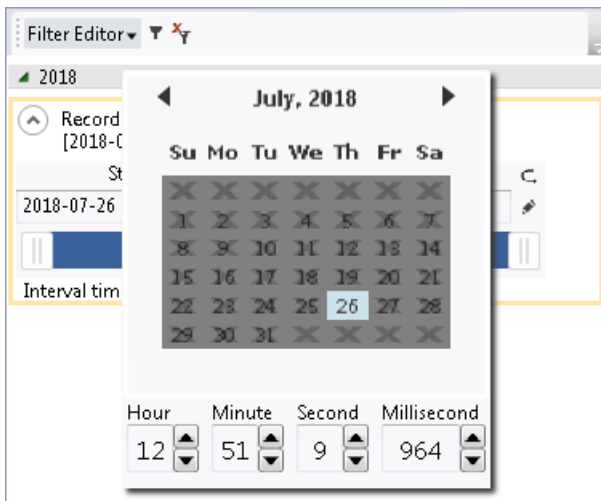 Filter Editor
2018
Record
[2018-0
St
2018-07-26
Interval tim
July, 2018
Su Mo Tu We Th Fr Sa
1 2 3 4 5 6 7
8 9 10 11 12 13 14
15 16 17 18 19 20 21
22 23 24 25 26 27 28
29 30 31
Hour Minute Second Millisecond
12 51 9 964